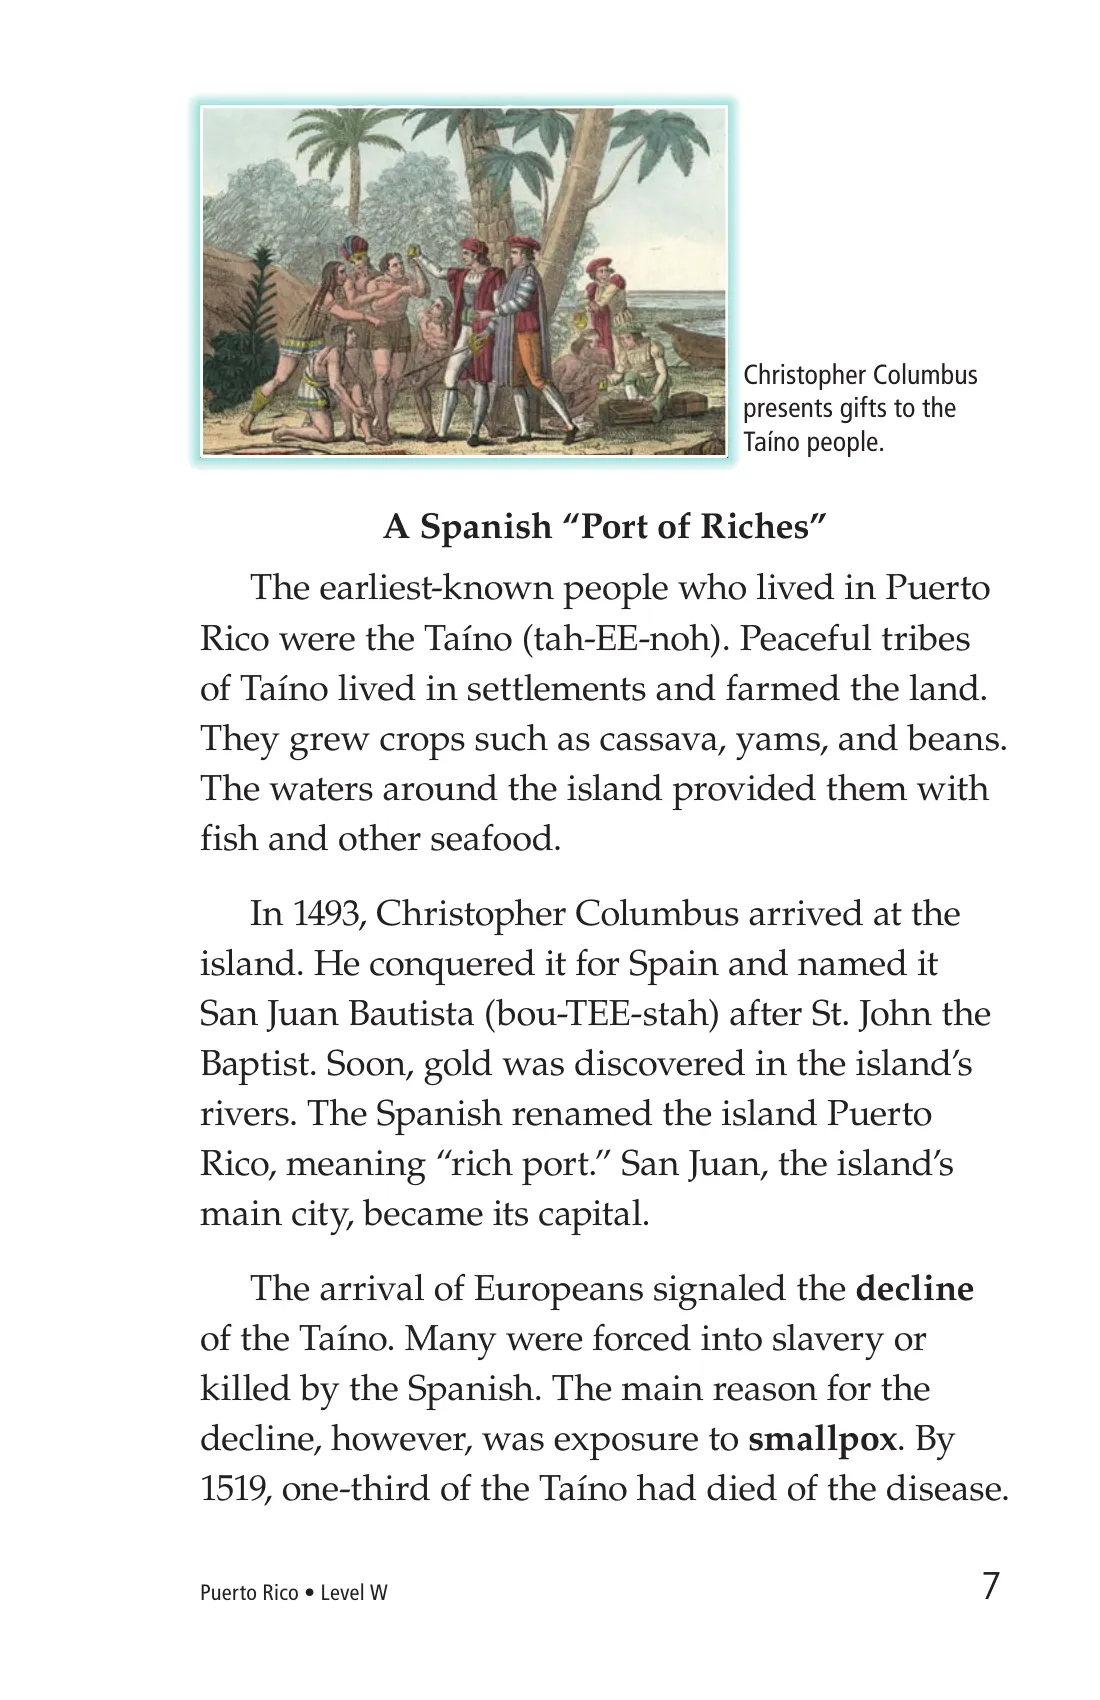 Christopher Columbus
presents gifts to the
Taíno people.
A Spanish “Port of Riches”
The earliest-known people who lived in Puerto
Rico were the Taíno (tah-EE-noh). Peaceful tribes
of Taíno lived in settlements and farmed the land.
They grew crops such as cassava, yams, and beans.
The waters around the island provided them with
fish and other seafood.
In 1493, Christopher Columbus arrived at the
island. He conquered it for Spain and named it
San Juan Bautista (bou-TEE-stah) after St. John the
Baptist. Soon, gold was discovered in the island’s
rivers. The Spanish renamed the island Puerto
Rico, meaning “rich port.” San Juan, the island’s
main city, became its capital.
The arrival of Europeans signaled the decline
of the Taíno. Many were forced into slavery or
killed by the Spanish. The main reason for the
decline, however, was exposure to smallpox. By
1519, one-third of the Taíno had died of the disease.
Puerto Rico • Level W
7